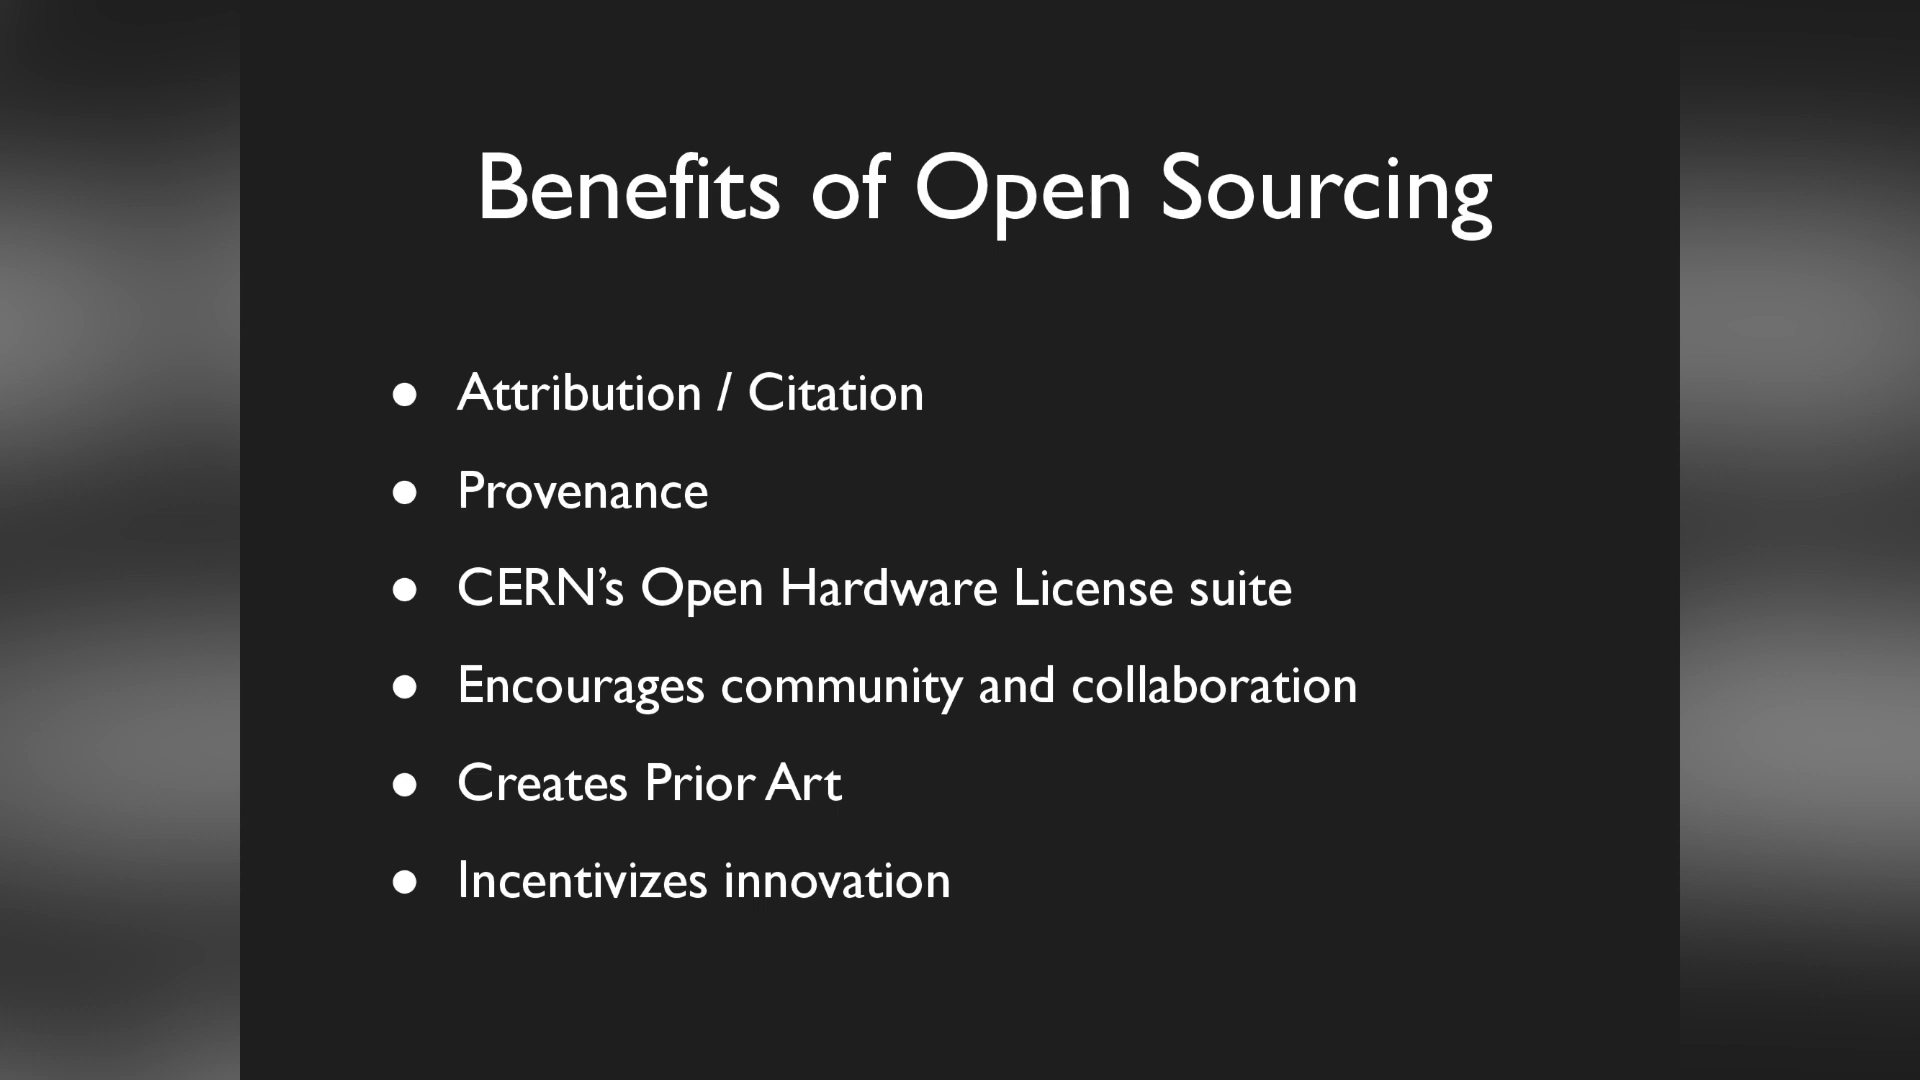 Benefits of Open Sourcing
● Attribution / Citation
● Provenance
● CERN’s Open Hardware License suite
● Encourages community and collaboration
● Creates Prior Art
● Incentivizes innovation